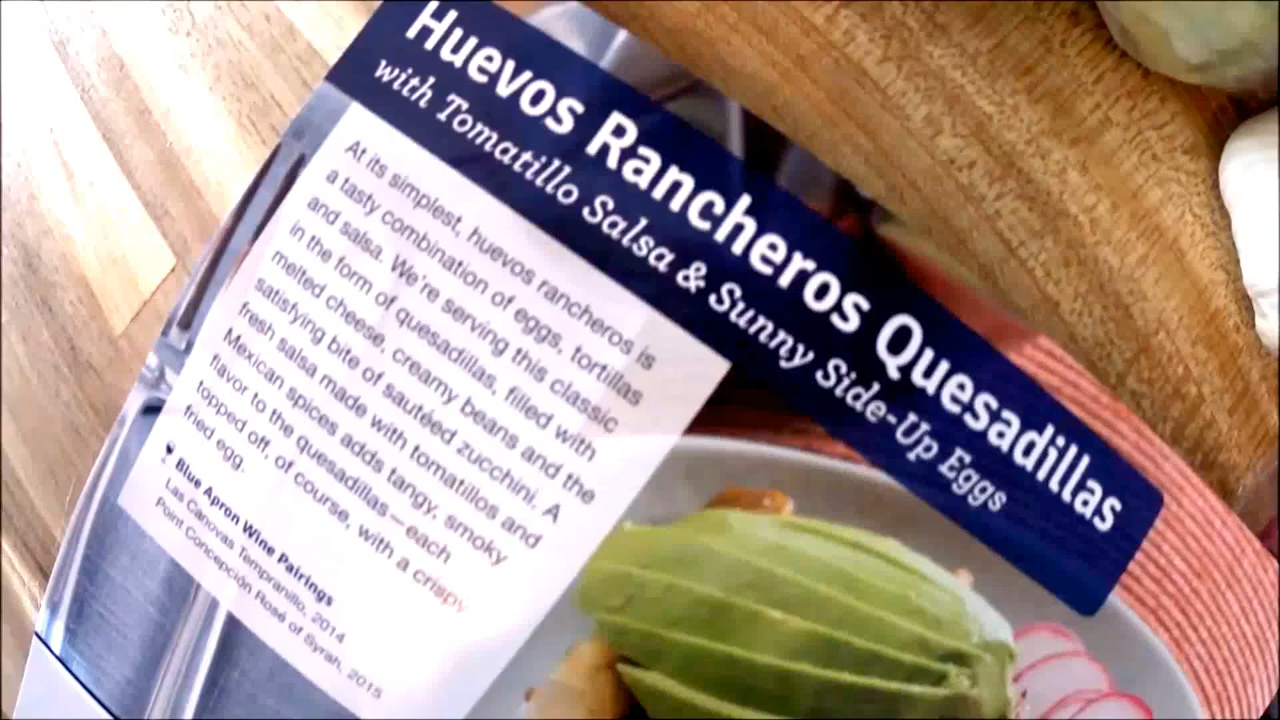 Huevos Rancheros Quesadillas
with Tomatillo Salsa & Sunny Side-Up Eggs
At its simplest, huevos rancheros is
a tasty combination of eggs, tortillas
and salsa. We're serving this classic
in the form of quesadillas, filled with
melted cheese, creamy beans and the
satisfying bite of sautéed zucchini. A
fresh salsa made with tomatillos and
Mexican spices adds tangy, smoky
flavor to the quesadillas—each
topped off, of course, with a crispy
fried egg.
Blue Apron Wine Pairings
Las Canovas Tempranillo, 2014
Point Concepción Rosé of Syrah, 2015